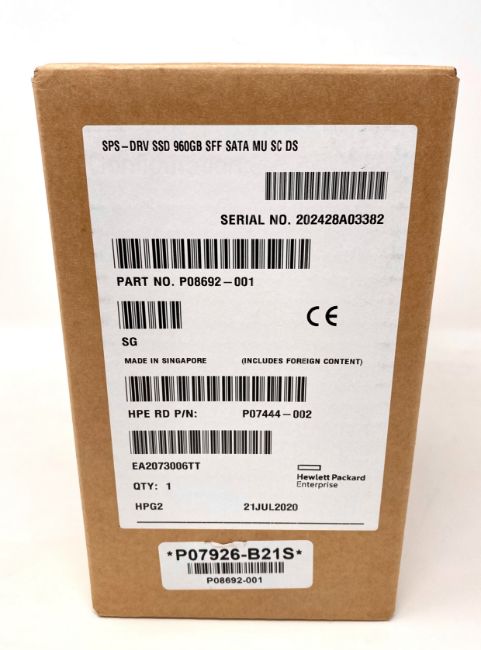 SPS-DRV SSD 960GB SFF SATA MU SC DS
SERIAL NO. 202428A03382
PART NO. P08692-001
SG
MADE IN SINGAPORE (INCLUDES FOREIGN CONTENT)
HPE RD P/N: P07444-002
EA2073006TT
Hewlett Packard
Enterprise
QTY: 1
HPG2 21JUL2020
*P07926-B21S*
P08692-001